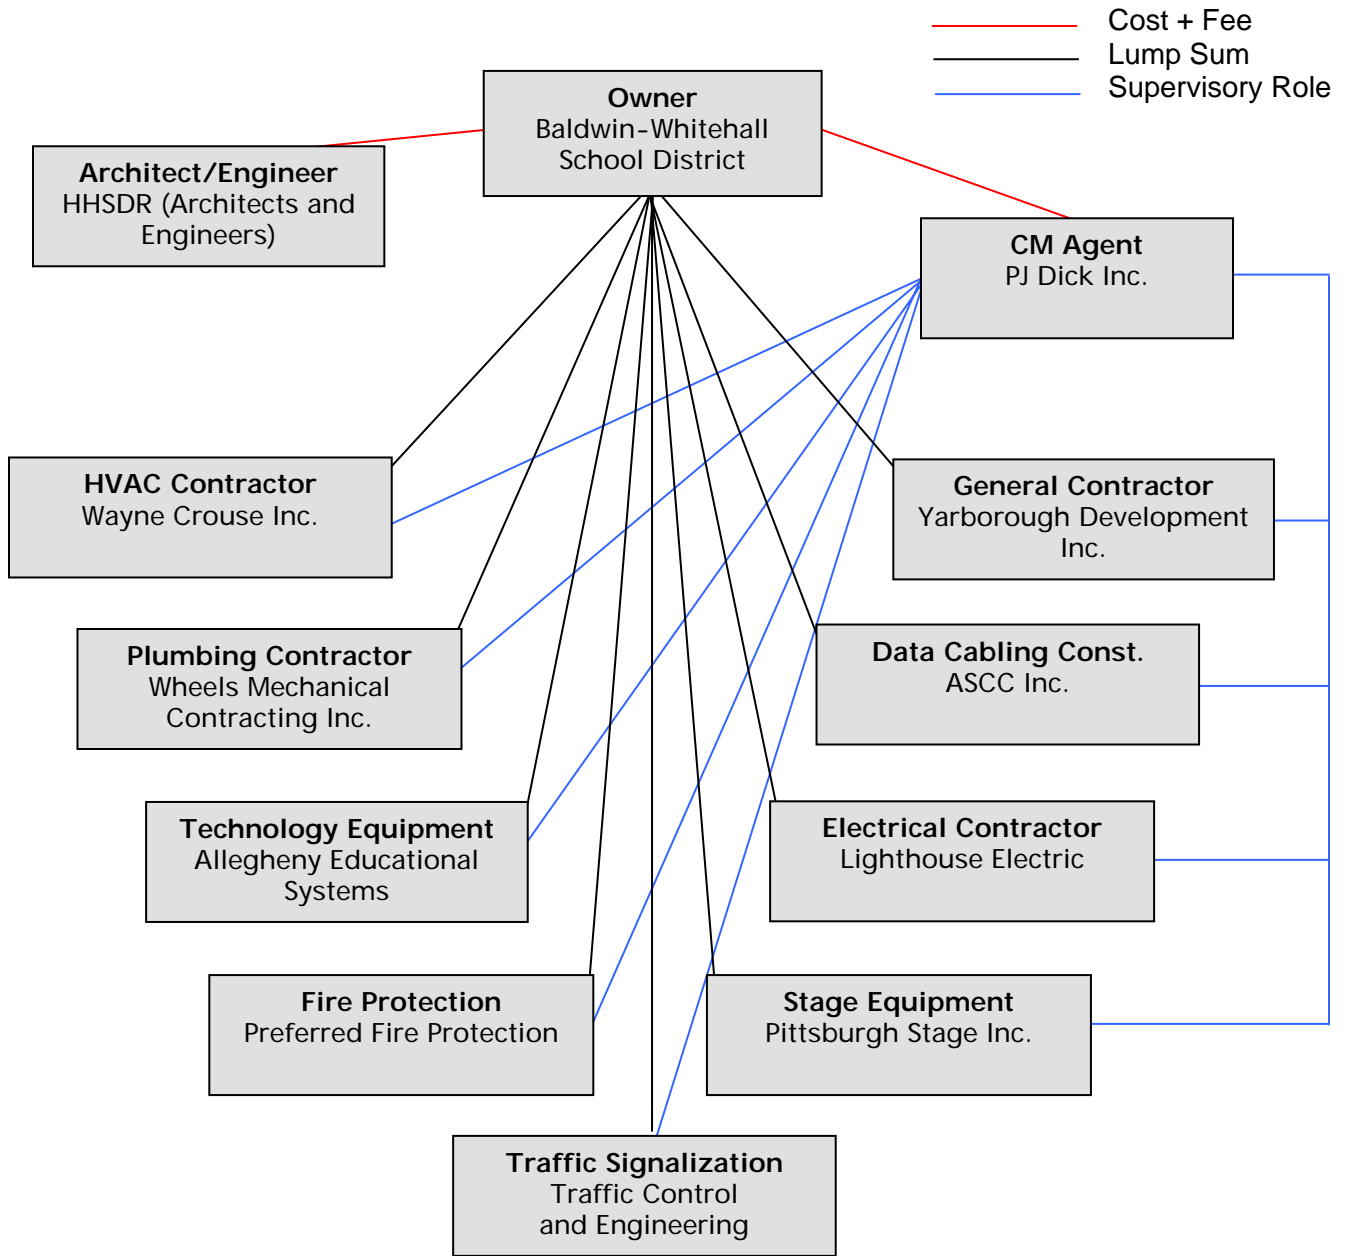 Cost + Fee
Lump Sum
Supervisory Role
Owner
Baldwin-Whitehall
School District
Architect/Engineer
HHSDR (Architects and
Engineers)
CM Agent
PJ Dick Inc.
HVAC Contractor
Wayne Crouse Inc.
General Contractor
Yarborough Development
Inc.
Plumbing Contractor
Wheels Mechanical
Contracting Inc.
Data Cabling Const.
ASCC Inc.
Technology Equipment
Allegheny Educational
Systems
Electrical Contractor
Lighthouse Electric
Fire Protection
Preferred Fire Protection
Stage Equipment
Pittsburgh Stage Inc.
Traffic Signalization
Traffic Control
and Engineering